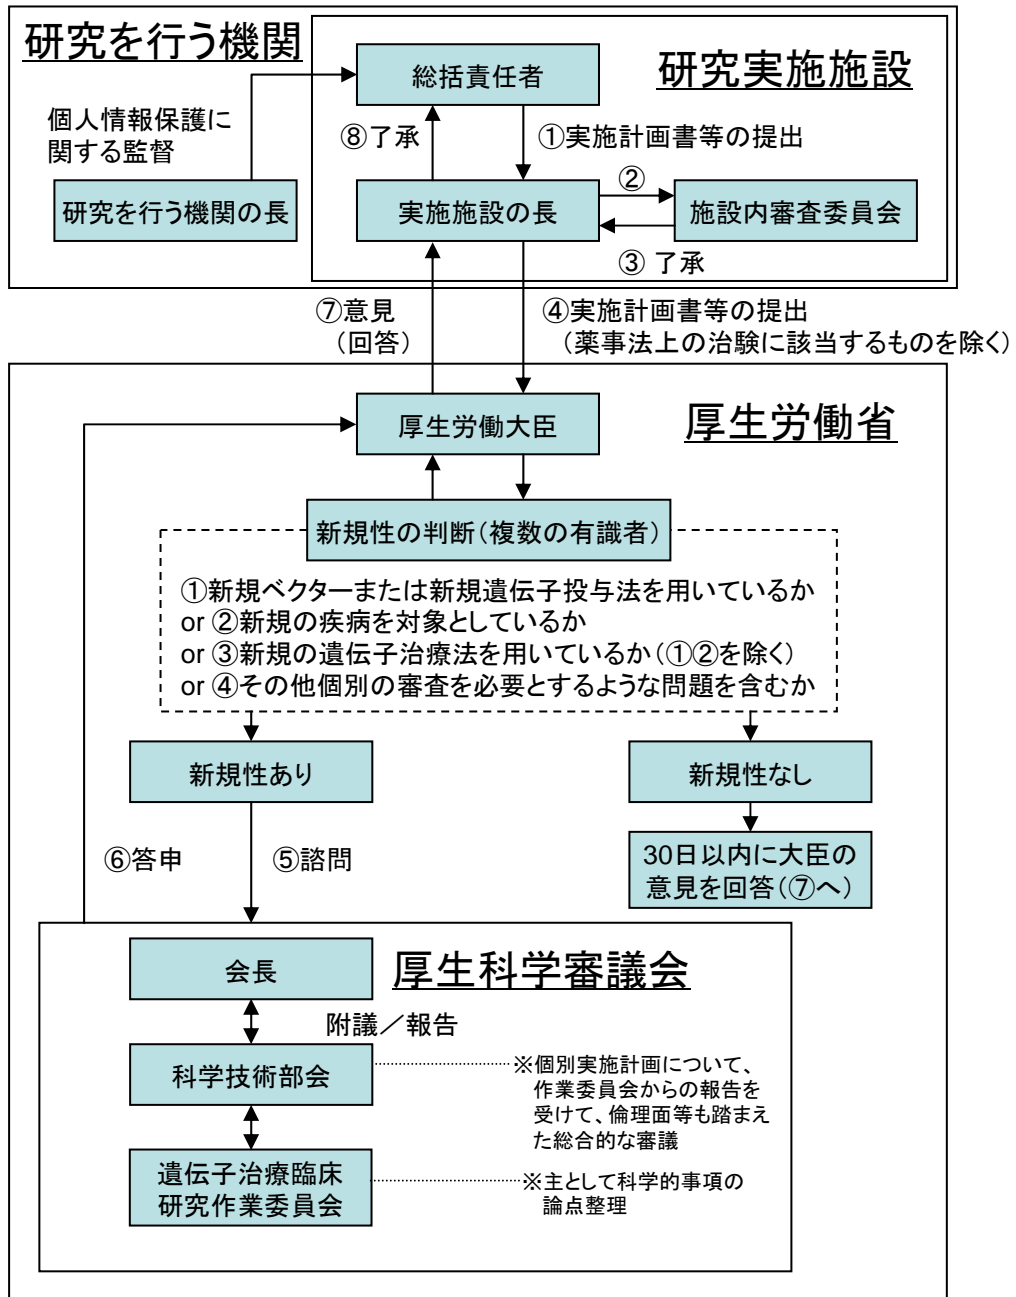 研究を行う機関
研究実施施設
総括責任者
個人情報保護に
関する監督
⑧了承
①実施計画書等の提出
研究を行う機関の長
実施施設の長
②
施設内審査委員会
③ 了承
⑦意見
（回答）
④実施計画書等の提出
（薬事法上の治験に該当するものを除く）
厚生労働省
厚生労働大臣
新規性の判断（複数の有識者）
①新規ベクターまたは新規遺伝子投与法を用いているか
or ②新規の疾病を対象としているか
or ③新規の遺伝子治療法を用いているか（①②を除く）
or ④その他個別の審査を必要とするような問題を含むか
新規性あり
新規性なし
⑥答申
⑤諮問
30日以内に大臣の
意見を回答（⑦へ）
厚生科学審議会
会長
附議／報告
科学技術部会
※個別実施計画について、
作業委員会からの報告を
受けて、倫理面等も踏まえ
た総合的な審議
遺伝子治療臨床
研究作業委員会
※主として科学的事項の
論点整理